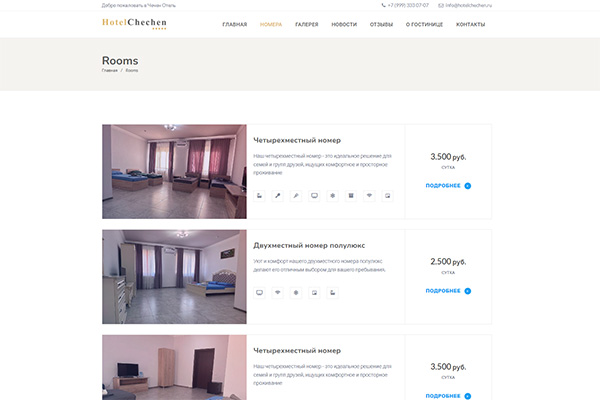 Добро пожаловать в Чечен Отель
+7 (999) 333-07-07 info@hotelchechen.ru
HotelChechen
ГЛАВНАЯ НОМЕРА ГАЛЕРЕЯ НОВОСТИ ОТЗЫВЫ О ГОСТИНИЦЕ КОНТАКТЫ
Rooms
Главная / Rooms
Четырехместный номер
Наш четырехместный номер - это идеальное решение для
семей и групп друзей, ищущих комфортное и просторное
проживание
3.500 руб.
СУТКА
ПОДРОБНЕЕ
Двухместный номер полулюкс
Уют и комфорт нашего двухместного номера полулюкс
делают его отличным выбором для вашего пребывания.
2.500 руб.
СУТКА
ПОДРОБНЕЕ
Четырехместный номер
Наш четырехместный номер - это идеальное решение для
семей и групп друзей, ищущих комфортное и просторное
проживание
3.500 руб.
СУТКА
ПОДРОБНЕЕ